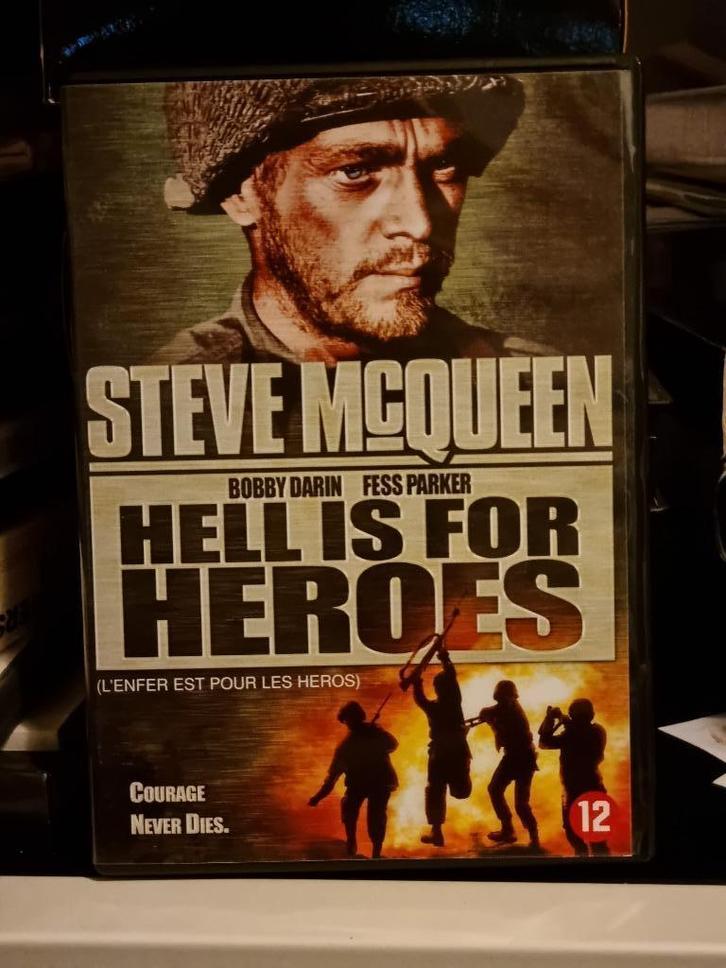 STEVE McQUEEN
BOBBY DARIN FESS PARKER
HELL IS FOR
HEROES
(L'ENFER EST POUR LES HEROS)
COURAGE
NEVER DIES.
12